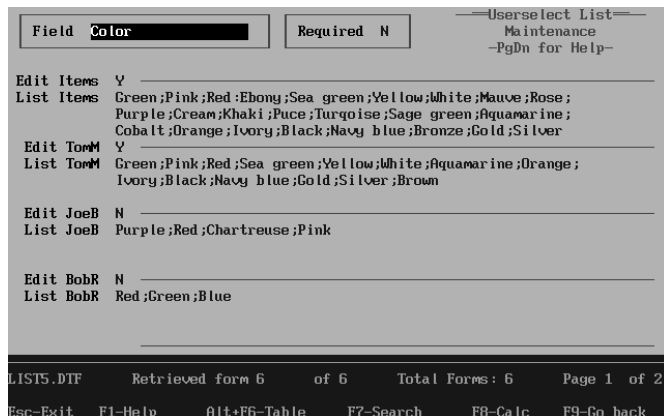 Userselect List
Field Color Required N Maintenance
-PgDn for Help-
Edit Items Y
List Items Green;Pink;Red:Ebony;Sea green;Yellow;White;Mauve;Rose;
Purple;Cream;Khaki;Puce;Turqoise;Sage green;Aquamarine;
Cobalt;Orange;Ivory;Black;Navy blue;Bronze;Gold;Silver
Edit TomM Y
List TomM Green;Pink;Red;Sea green;Yellow;White;Aquamarine;Orange;
Ivory;Black;Navy blue;Gold;Silver;Brown
Edit JoeB N
List JoeB Purple;Red;Chartreuse;Pink
Edit BobR N
List BobR Red;Green;Blue
LIST5.DTF Retrieved form 6 of 6 Total Forms: 6 Page 1 of 2
Esc-Exit F1-Help Alt+F6-Table F7-Search F8-Calc F9-Go back